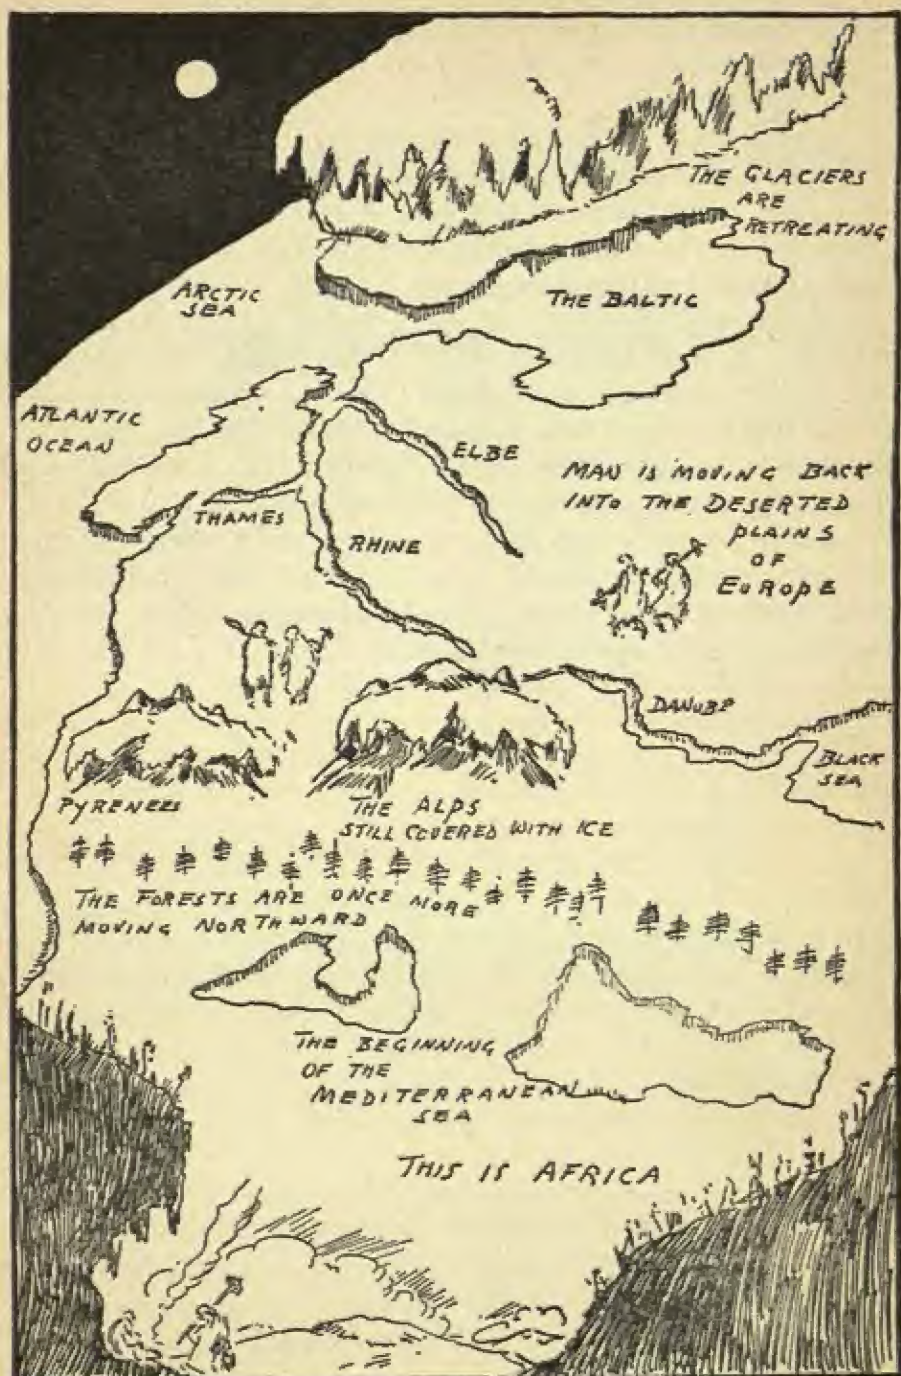 THE GLACIERS
ARE
RETREATING
ARCTIC
SEA
THE BALTIC
ATLANTIC
OCEAN
ELBE
MAN IS MOVING BACK
INTO THE DESERTED
PLAINS
OF
EUROPE
THAMES
RHINE
DANUBE
BLACK
SEA
PYRENEES
THE ALPS
STILL COVERED WITH ICE
THE FORESTS ARE ONCE MORE
MOVING NORTHWARD
THE BEGINNING
OF THE
MEDITERRANEAN
SEA
THIS IS AFRICA